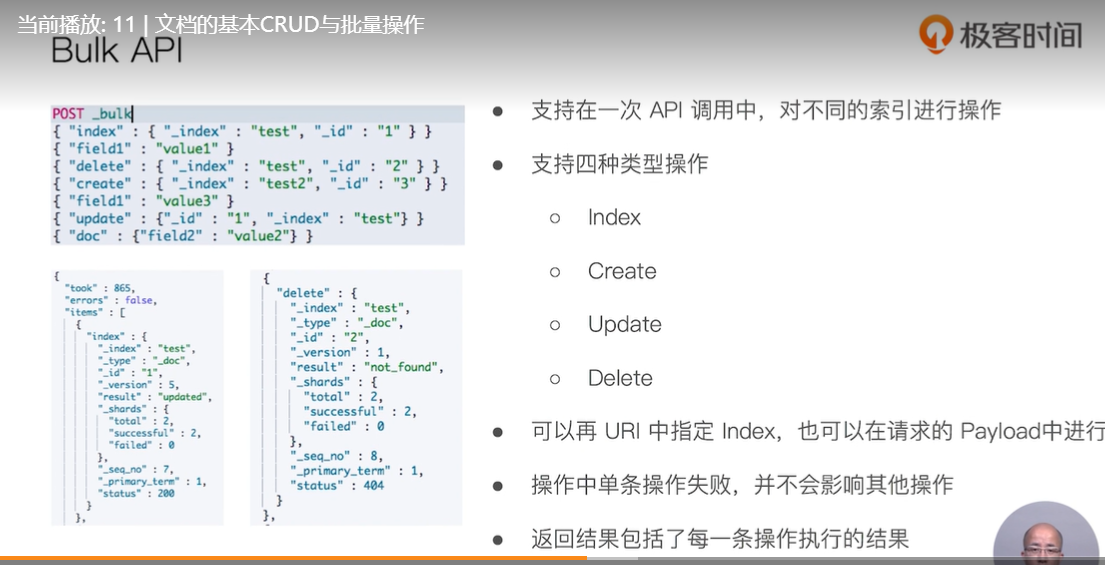 当前播放: 11 | 文档的基本CRUD与批量操作
Bulk API
极客时间
POST _bulk
{ "index" : { "_index" : "test", "_id" : "1" } }
{ "field1" : "value1" }
{ "delete" : { "_index" : "test", "_id" : "2" } }
{ "create" : { "_index" : "test2", "_id" : "3" } }
{ "field1" : "value3" }
{ "update" : {"_id" : "1", "_index" : "test"} }
{ "doc" : {"field2" : "value2"} }
{
"took" : 865,
"errors" : false,
"items" : [
{
"index" : {
"_index" : "test",
"_type" : "_doc",
"_id" : "1",
"_version" : 5,
"result" : "updated",
"_shards" : {
"total" : 2,
"successful" : 2,
"failed" : 0
},
"_seq_no" : 7,
"_primary_term" : 1,
"status" : 200
}
},
{
"delete" : {
"_index" : "test",
"_type" : "_doc",
"_id" : "2",
"_version" : 1,
"result" : "not_found",
"_shards" : {
"total" : 2,
"successful" : 2,
"failed" : 0
},
"_seq_no" : 8,
"_primary_term" : 1,
"status" : 404
}
},
● 支持在一次 API 调用中，对不同的索引进行操作
● 支持四种类型操作
○ Index
○ Create
○ Update
○ Delete
● 可以再 URI 中指定 Index，也可以在请求的 Payload中进行
● 操作中单条操作失败，并不会影响其他操作
● 返回结果包括了每一条操作执行的结果